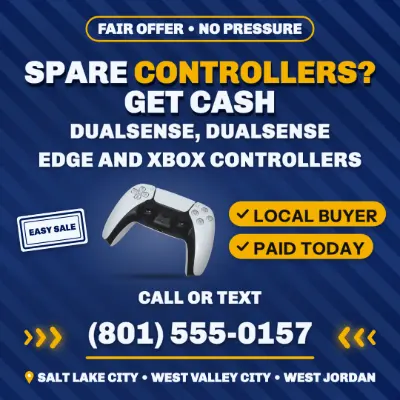 FAIR OFFER • NO PRESSURE
SPARE CONTROLLERS?
GET CASH
DUALSENSE, DUALSENSE
EDGE AND XBOX CONTROLLERS
EASY SALE
LOCAL BUYER
PAID TODAY
CALL OR TEXT
(801) 555-0157
SALT LAKE CITY • WEST VALLEY CITY • WEST JORDAN